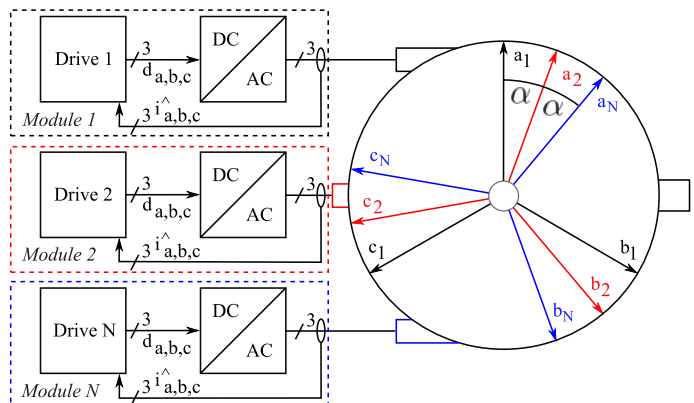 Drive 1
3
d a,b,c
DC
AC
3
3 i^ a,b,c
Module 1
Drive 2
3
d a,b,c
DC
AC
3
3 i^ a,b,c
Module 2
Drive N
3
d a,b,c
DC
AC
3
3 i^ a,b,c
Module N
a1
a2
aN
α
α
cN
c2
c1
b1
b2
bN